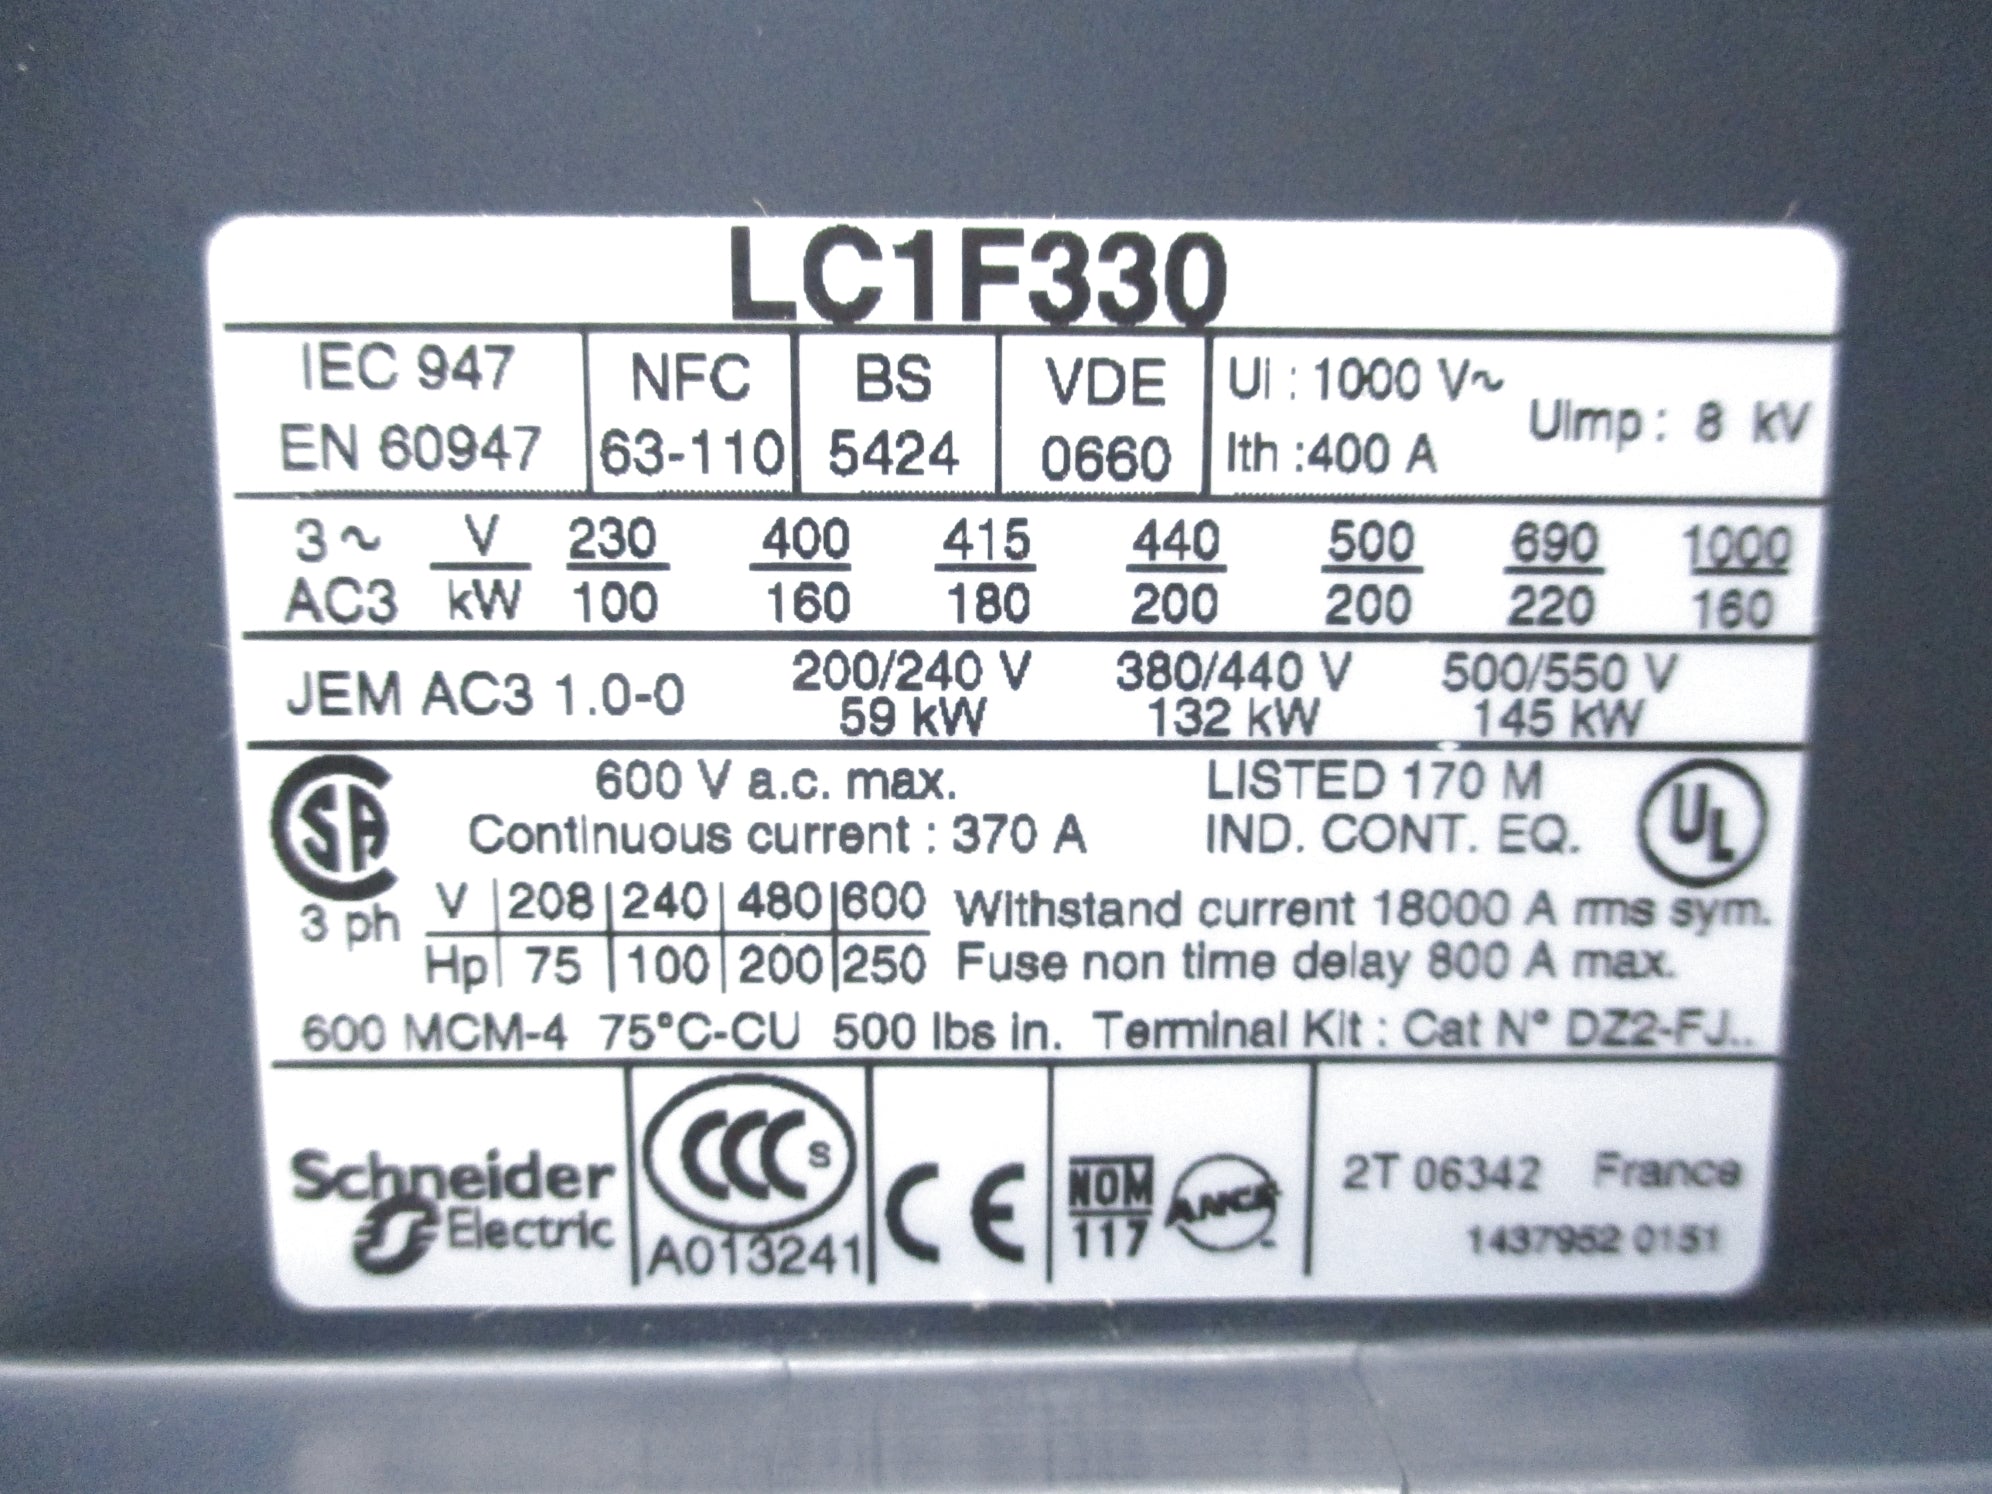 LC1F330
IEC 947
EN 60947
NFC
63-110
BS
5424
VDE
0660
Ui : 1000 V~
Ith : 400 A
Uimp : 8 kV
3~ V 230 400 415 440 500 690 1000
AC3 kW 100 160 180 200 200 220 160
JEM AC3 1.0-0
200/240 V 380/440 V 500/550 V
59 kW 132 kW 145 kW
SA
600 V a.c. max.
Continuous current : 370 A
LISTED 170 M
IND. CONT. EQ.
UL
3 ph
V 208 240 480 600
Hp 75 100 200 250
Withstand current 18000 A rms sym.
Fuse non time delay 800 A max.
600 MCM-4 75°C-CU 500 lbs in. Terminal Kit : Cat N° DZ2-FJ..
Schneider
Electric
CCC S
A013241
CE
NOM
117
ANCE
2T 06342 France
1437952 0151